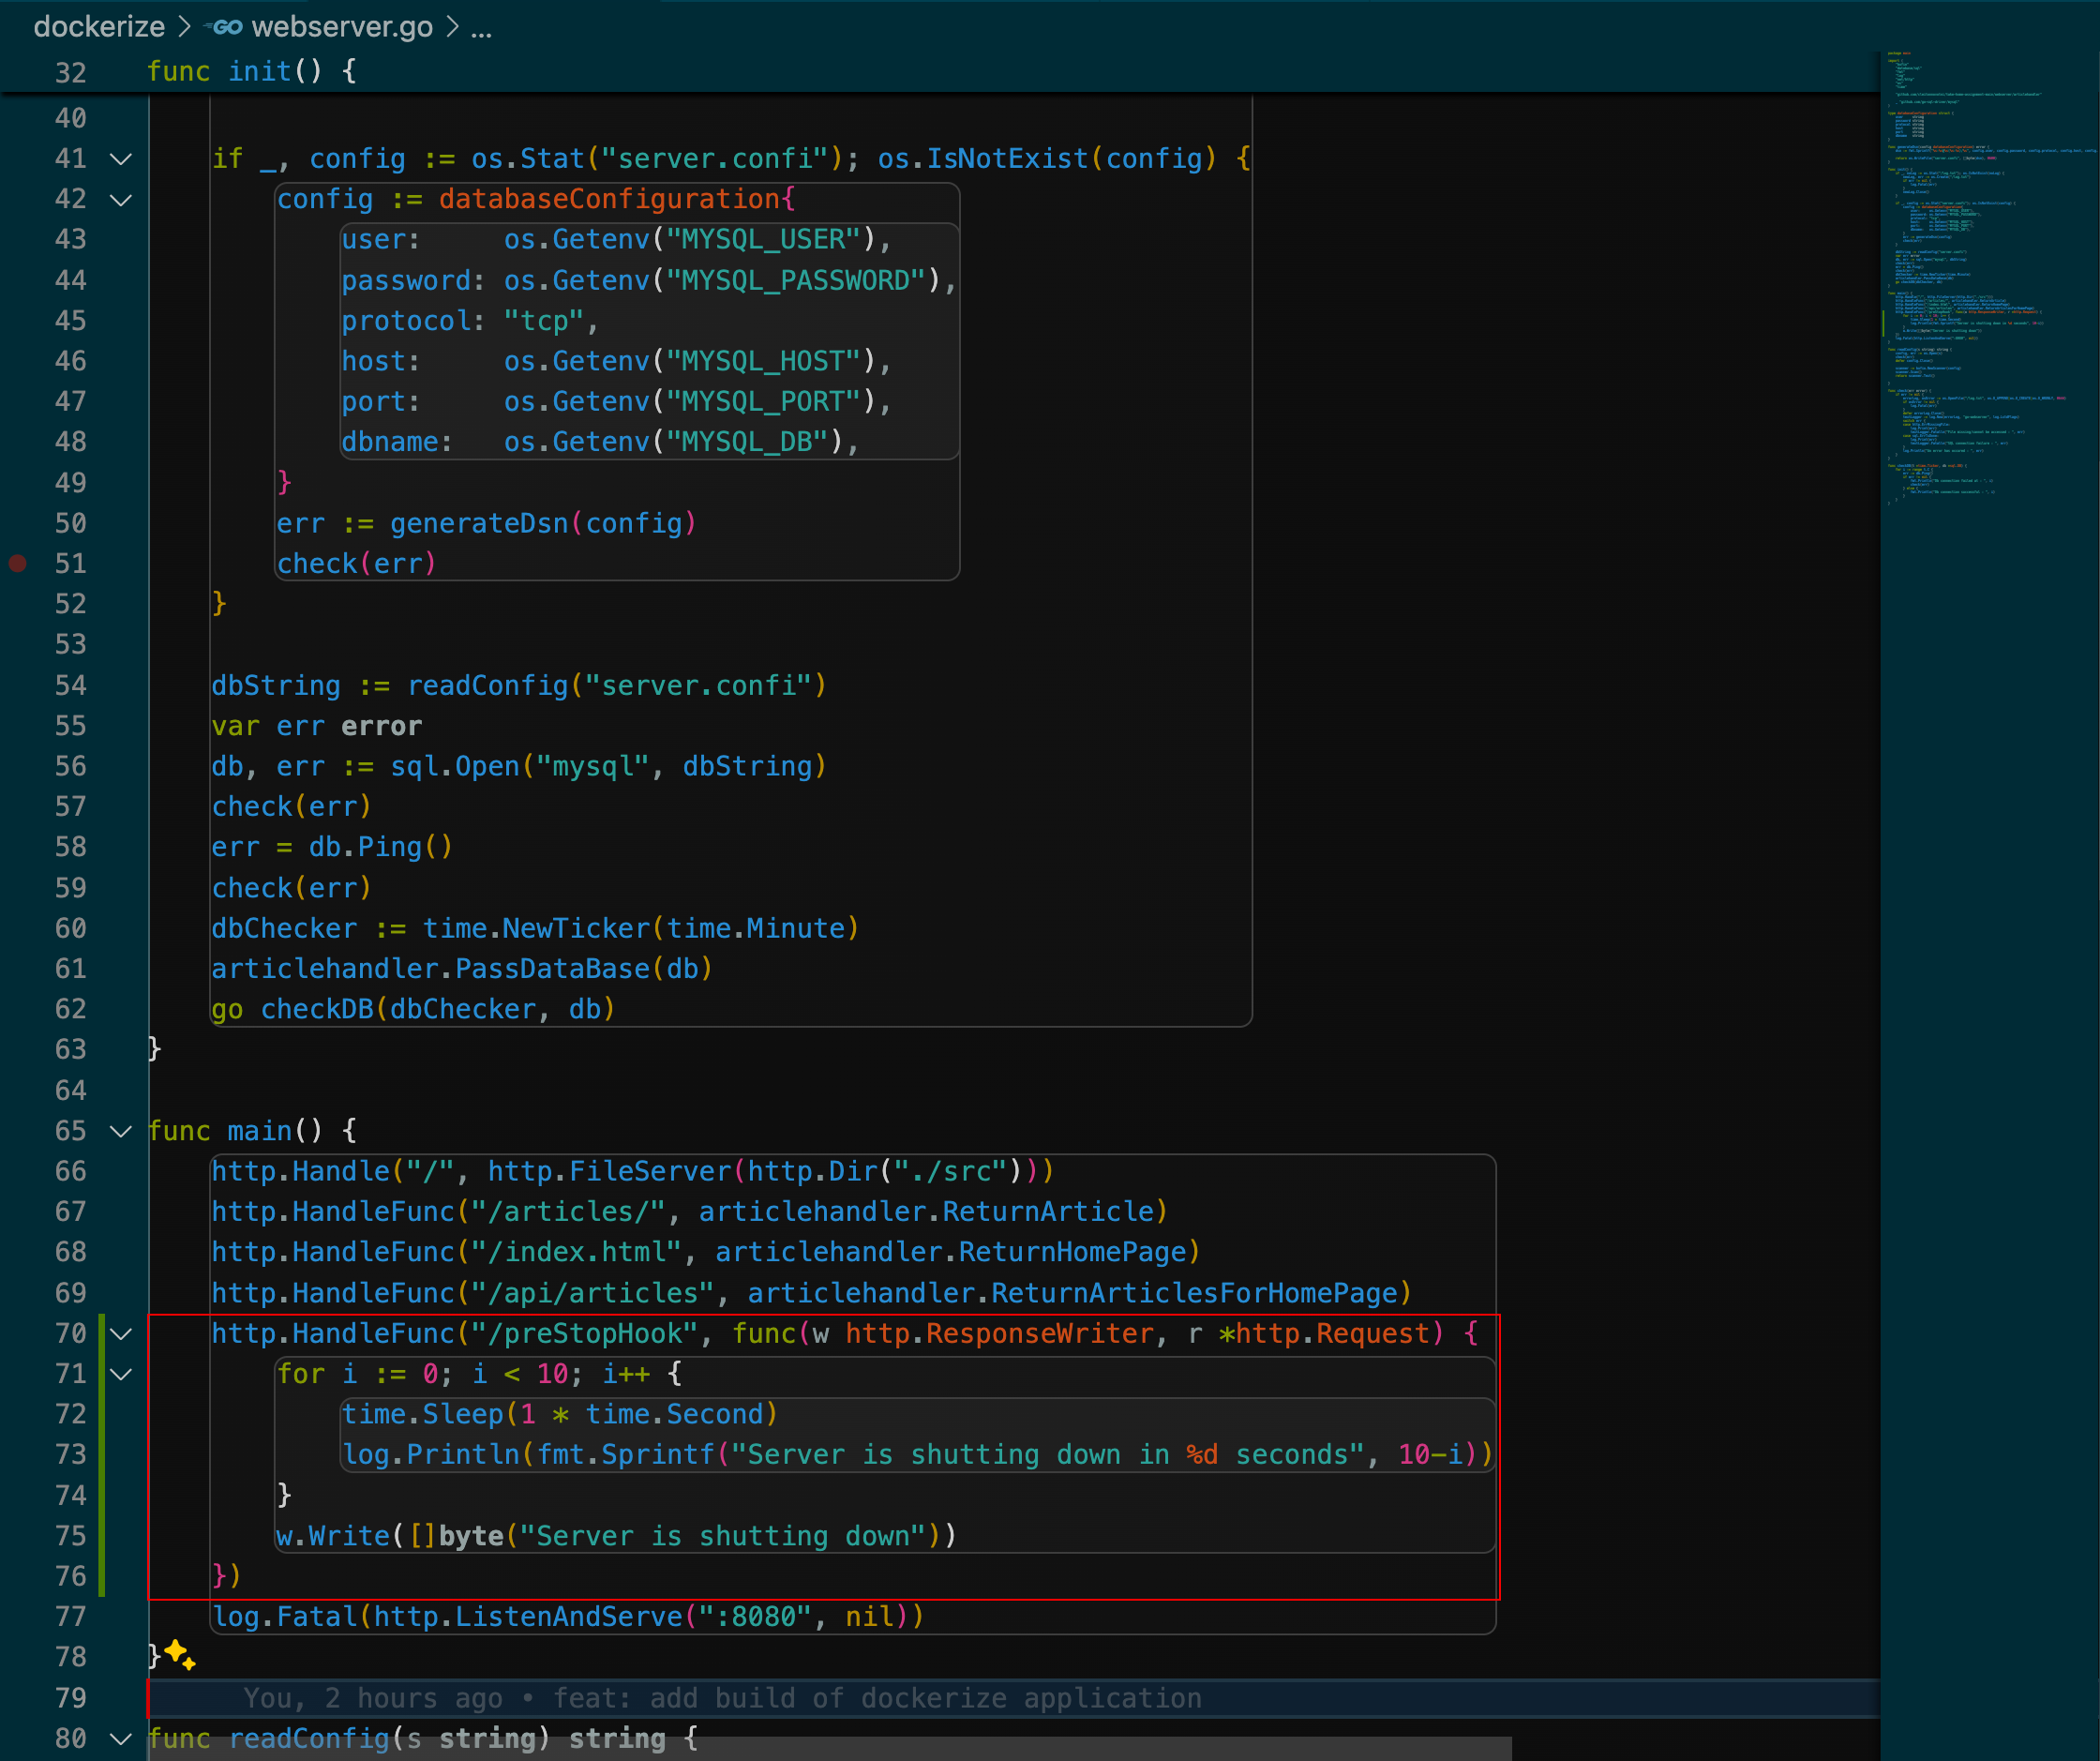 dockerize > GO webserver.go > ...
32 func init() {
40
41 if _, config := os.Stat("server.confi"); os.IsNotExist(config) {
42 config := databaseConfiguration{
43 user: os.Getenv("MYSQL_USER"),
44 password: os.Getenv("MYSQL_PASSWORD"),
45 protocol: "tcp",
46 host: os.Getenv("MYSQL_HOST"),
47 port: os.Getenv("MYSQL_PORT"),
48 dbname: os.Getenv("MYSQL_DB"),
49 }
50 err := generateDsn(config)
51 check(err)
52 }
53
54 dbString := readConfig("server.confi")
55 var err error
56 db, err := sql.Open("mysql", dbString)
57 check(err)
58 err = db.Ping()
59 check(err)
60 dbChecker := time.NewTicker(time.Minute)
61 articlehandler.PassDataBase(db)
62 go checkDB(dbChecker, db)
63 }
64
65 func main() {
66 http.Handle("/", http.FileServer(http.Dir("./src")))
67 http.HandleFunc("/articles/", articlehandler.ReturnArticle)
68 http.HandleFunc("/index.html", articlehandler.ReturnHomePage)
69 http.HandleFunc("/api/articles", articlehandler.ReturnArticlesForHomePage)
70 http.HandleFunc("/preStopHook", func(w http.ResponseWriter, r *http.Request) {
71 for i := 0; i < 10; i++ {
72 time.Sleep(1 * time.Second)
73 log.Println(fmt.Sprintf("Server is shutting down in %d seconds", 10-i))
74 }
75 w.Write([]byte("Server is shutting down"))
76 })
77 log.Fatal(http.ListenAndServe(":8080", nil))
78 }
79 You, 2 hours ago • feat: add build of dockerize application
80 func readConfig(s string) string {